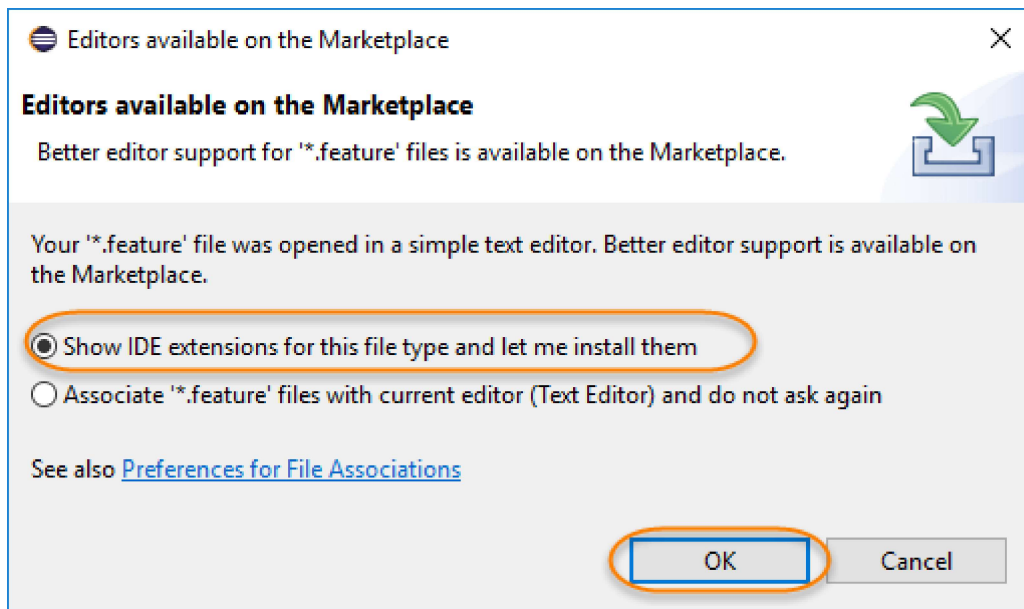 Editors available on the Marketplace
Editors available on the Marketplace
Better editor support for '*.feature' files is available on the Marketplace.
Your '*.feature' file was opened in a simple text editor. Better editor support is available on
the Marketplace.
Show IDE extensions for this file type and let me install them
Associate '*.feature' files with current editor (Text Editor) and do not ask again
See also Preferences for File Associations
OK Cancel